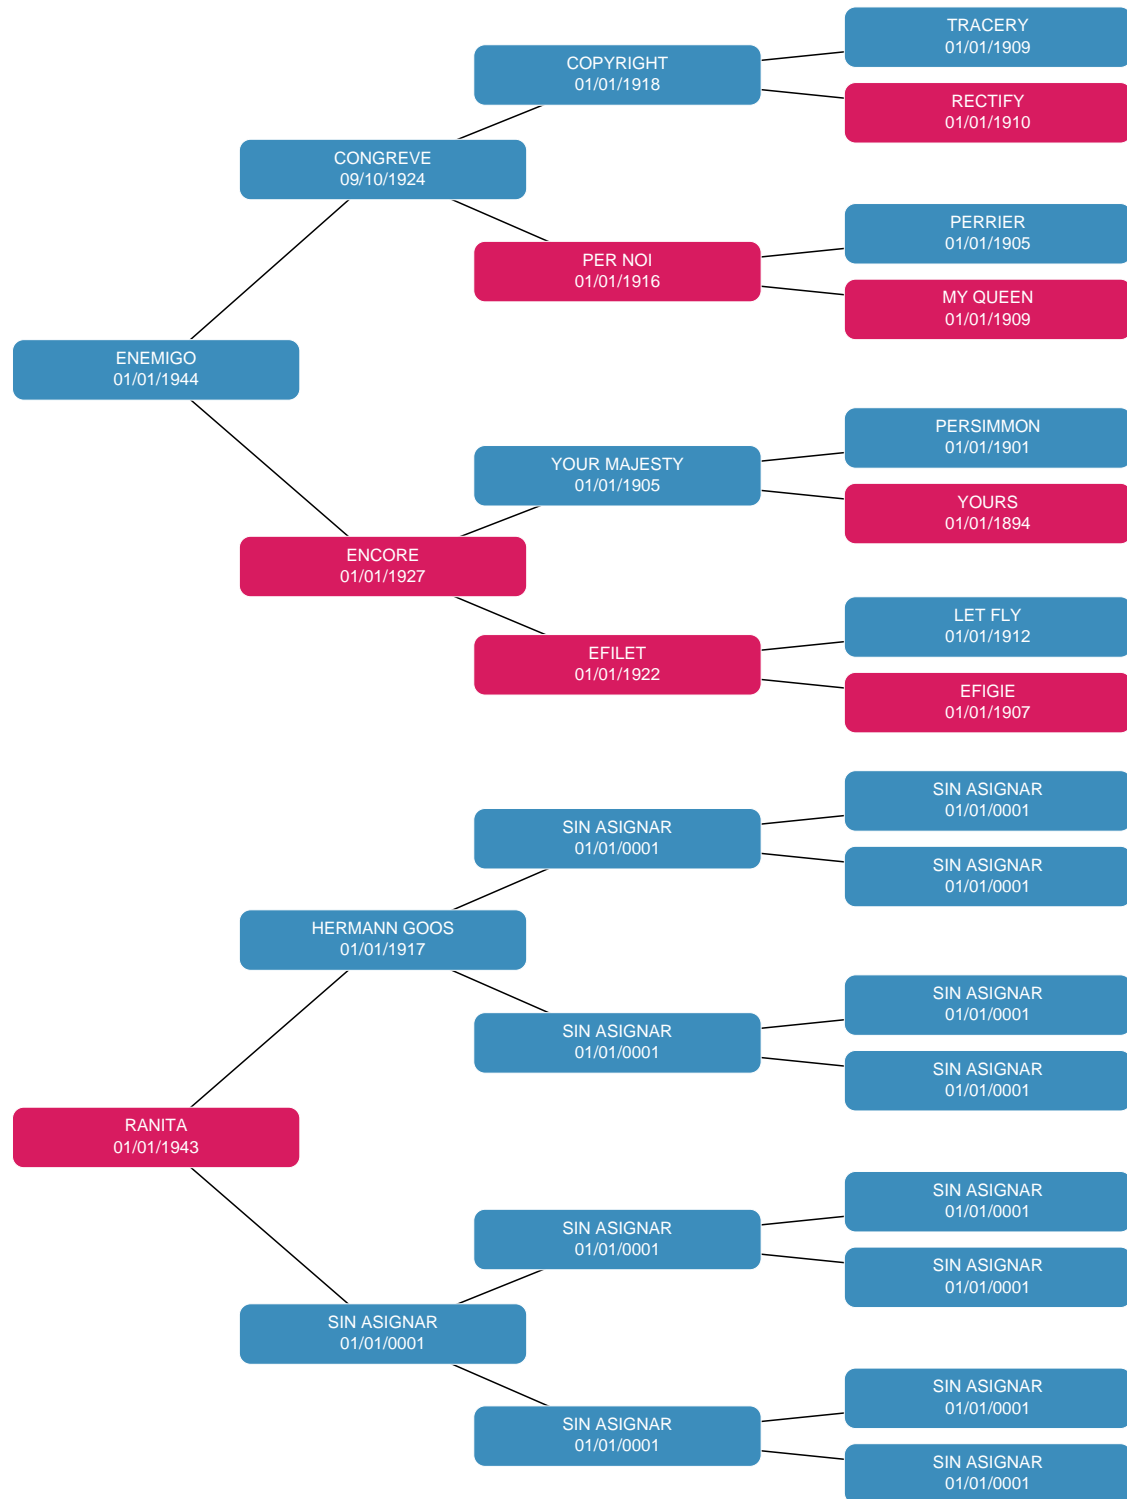 TRACERY
01/01/1909
COPYRIGHT
01/01/1918
RECTIFY
01/01/1910
CONGREVE
09/10/1924
PERRIER
01/01/1905
PER NOI
01/01/1916
MY QUEEN
01/01/1909
ENEMIGO
01/01/1944
PERSIMMON
01/01/1901
YOUR MAJESTY
01/01/1905
YOURS
01/01/1894
ENCORE
01/01/1927
LET FLY
01/01/1912
EFILET
01/01/1922
EFIGIE
01/01/1907
SIN ASIGNAR
01/01/0001
SIN ASIGNAR
01/01/0001
SIN ASIGNAR
01/01/0001
HERMANN GOOS
01/01/1917
SIN ASIGNAR
01/01/0001
SIN ASIGNAR
01/01/0001
SIN ASIGNAR
01/01/0001
RANITA
01/01/1943
SIN ASIGNAR
01/01/0001
SIN ASIGNAR
01/01/0001
SIN ASIGNAR
01/01/0001
SIN ASIGNAR
01/01/0001
SIN ASIGNAR
01/01/0001
SIN ASIGNAR
01/01/0001
SIN ASIGNAR
01/01/0001